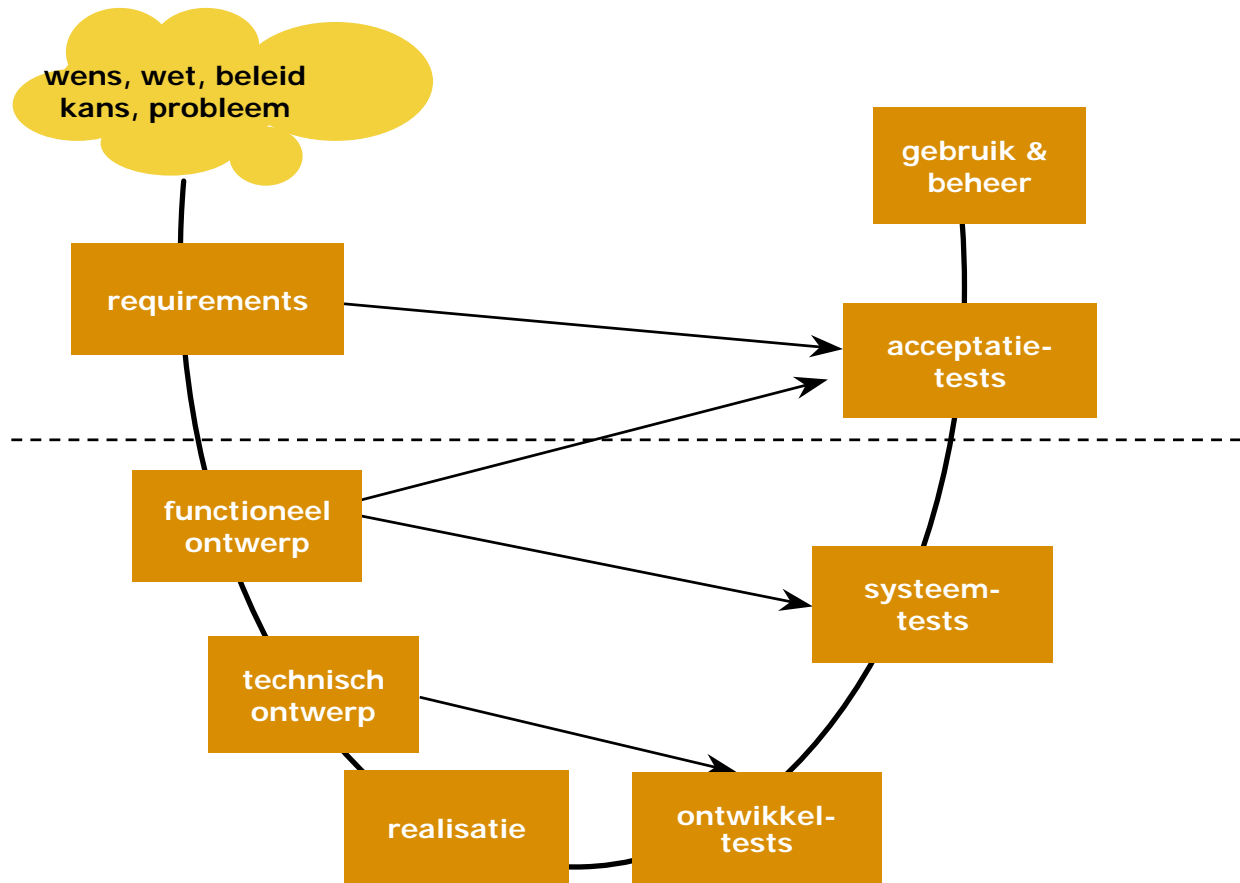 wens, wet, beleid
kans, probleem
gebruik &
beheer
requirements
acceptatie-
tests
functioneel
ontwerp
systeem-
tests
technisch
ontwerp
realisatie
ontwikkel-
tests